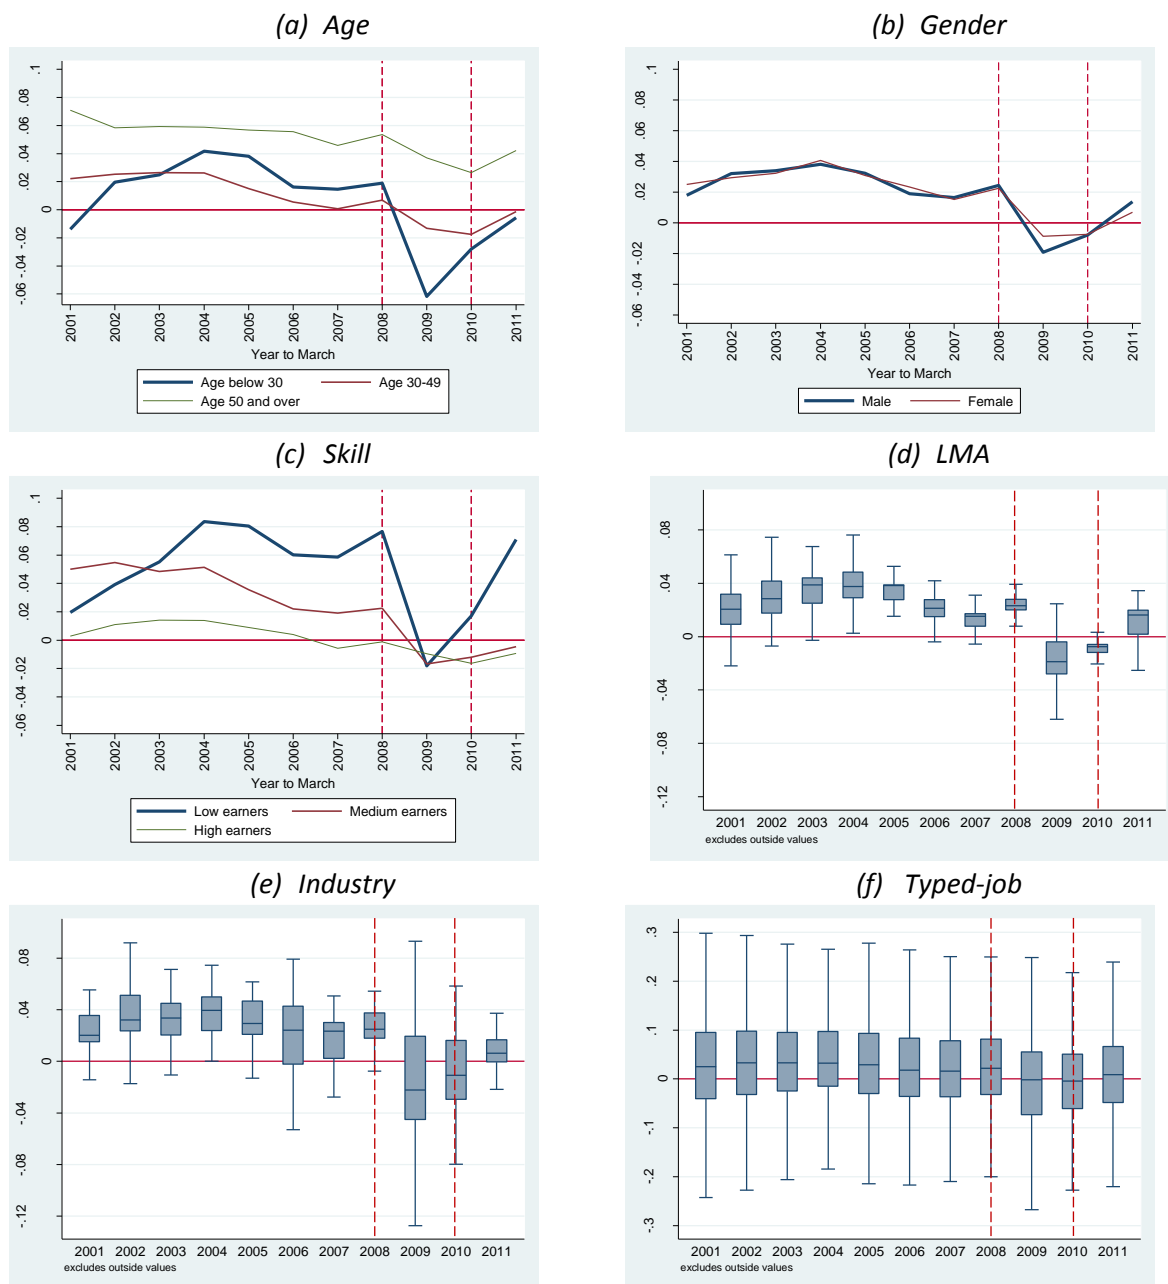 (a) Age
.1
.08
.06
.04
.02
0
-.02
-.04
-.06
2001 2002 2003 2004 2005 2006 2007 2008 2009 2010 2011
Year to March
Age below 30 Age 30-49
Age 50 and over
(b) Gender
.1
.08
.06
.04
.02
0
-.02
-.04
-.06
2001 2002 2003 2004 2005 2006 2007 2008 2009 2010 2011
Year to March
Male Female
(c) Skill
.1
.08
.06
.04
.02
0
-.02
-.04
-.06
2001 2002 2003 2004 2005 2006 2007 2008 2009 2010 2011
Year to March
Low earners Medium earners
High earners
(d) LMA
.08
.04
0
-.04
-.08
-.12
2001 2002 2003 2004 2005 2006 2007 2008 2009 2010 2011
excludes outside values
(e) Industry
.08
.04
0
-.04
-.08
-.12
2001 2002 2003 2004 2005 2006 2007 2008 2009 2010 2011
excludes outside values
(f) Typed-job
.3
.2
.1
0
-.1
-.2
-.3
2001 2002 2003 2004 2005 2006 2007 2008 2009 2010 2011
excludes outside values